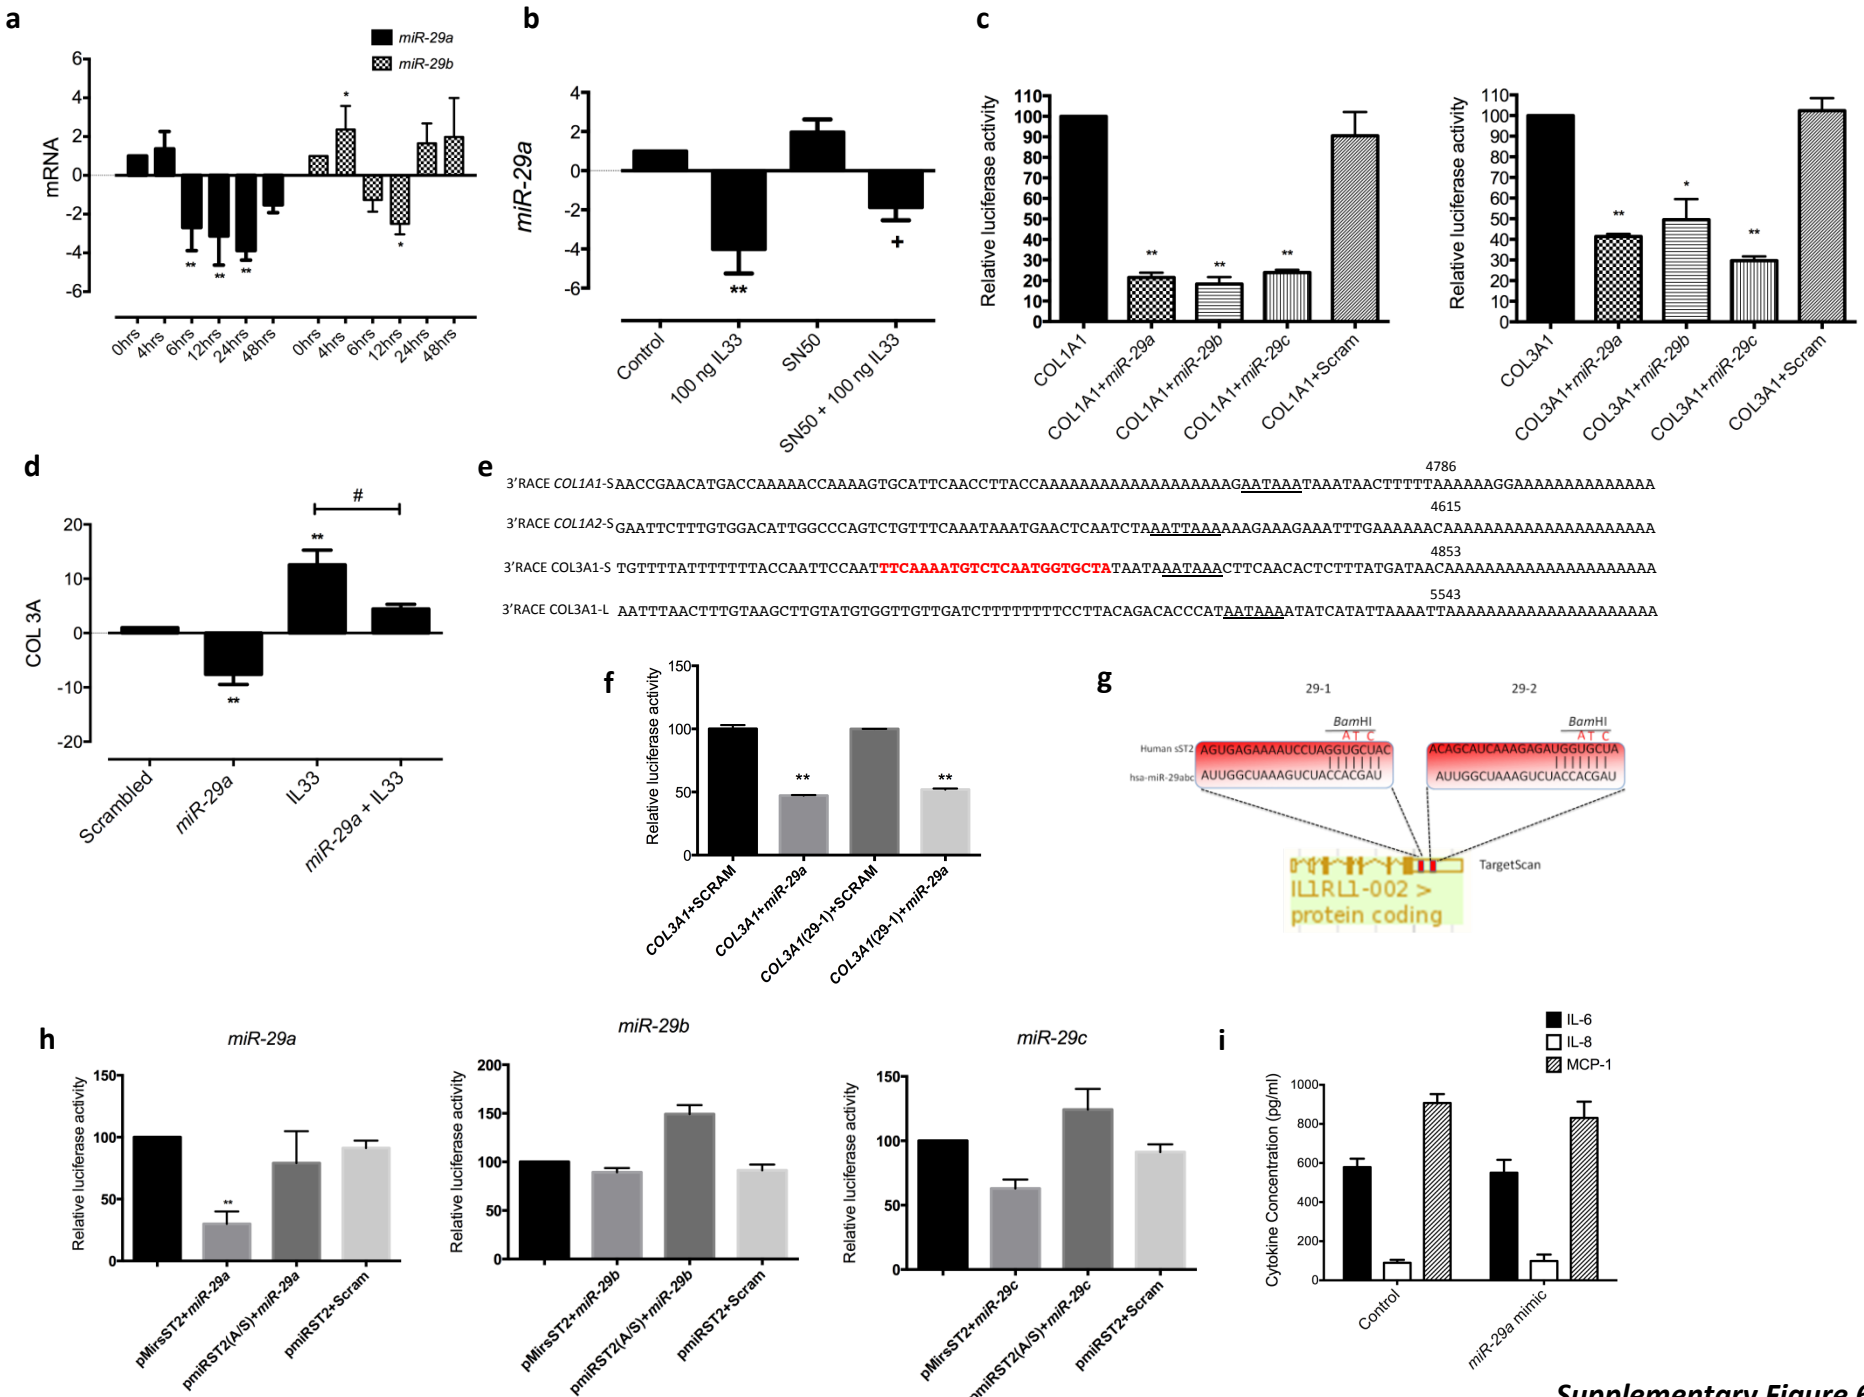 a
miR-29a
miR-29b
mRNA
6
4
2
0
-2
-4
-6
*
**
**
**
*
0hrs
4hrs
6hrs
12hrs
24hrs
48hrs
0hrs
4hrs
6hrs
12hrs
24hrs
48hrs
b
miR-29a
4
2
0
-2
-4
-6
**
+
Control
100 ng IL33
SN50
SN50 + 100 ng IL33
c
Relative luciferase activity
110
100
90
80
70
60
50
40
30
20
10
0
**
**
**
COL1A1
COL1A1+miR-29a
COL1A1+miR-29b
COL1A1+miR-29c
COL1A1+Scram
Relative luciferase activity
110
100
90
80
70
60
50
40
30
20
10
0
**
*
**
COL3A1
COL3A1+miR-29a
COL3A1+miR-29b
COL3A1+miR-29c
COL3A1+Scram
d
COL 3A
20
10
0
-10
-20
#
**
**
Scrambled
miR-29a
IL33
miR-29a + IL33
e
4786
3'RACE COL1A1-S AACCGAACATGACCAAAAACCAAAAGTGCATTCAACCTTACCAAAAAAAAAAAAAAAAAAAGAATAAATAAATAACTTTTTAAAAAAGGAAAAAAAAAAAAAAA
4615
3'RACE COL1A2-S GAATTCTTTGTGGACATTGGCCCAGTCTGTTTCAAATAAATGAACTCAATCTAAATTAAAAAAGAAAGAAATTTGAAAAAACAAAAAAAAAAAAAAAAAAAAA
4853
3'RACE COL3A1-S TGTTTTATTTTTTTACCAATTCCAATTTCAAAATGTCTCAATGGTGCTATAATAAATAAACTTCAACACTCTTTATGATAACAAAAAAAAAAAAAAAAAAAAA
5543
3'RACE COL3A1-L AATTTAACTTTGTAAGCTTGTATGTGGTTGTTGATCTTTTTTTTTCCTTACAGACACCCATAATAAAATATCATATTAAAATTAAAAAAAAAAAAAAAAAAAAA
f
Relative luciferase activity
150
100
50
0
**
**
COL3A1+SCRAM
COL3A1+miR-29a
COL3A1(29-1)+SCRAM
COL3A1(29-1)+miR-29a
g
29-1
29-2
BamHI
BamHI
A T C
A T C
Human sST2
AGUGAGAAAAUCCUAGGUGCUAC
ACAGCAUCAAAGAGAUGGUGCUA
hsa-miR-29abc
AUUGGCUAAAGUCUACCACGAU
AUUGGCUAAAGUCUACCACGAU
TargetScan
IL1RL1-002 >
protein coding
h
miR-29a
Relative luciferase activity
150
100
50
0
**
pMirsST2+miR-29a
pmiRST2(A/S)+miR-29a
pmiRST2+Scram
miR-29b
Relative luciferase activity
200
150
100
50
0
pMirsST2+miR-29b
pmiRST2(A/S)+miR-29b
pmiRST2+Scram
miR-29c
Relative luciferase activity
150
100
50
0
pMirsST2+miR-29c
pmiRST2(A/S)+miR-29c
pmiRST2+Scram
i
IL-6
IL-8
MCP-1
Cytokine Concentration (pg/ml)
1000
800
600
400
200
0
Control
miR-29a mimic
Supplementary Figure 6